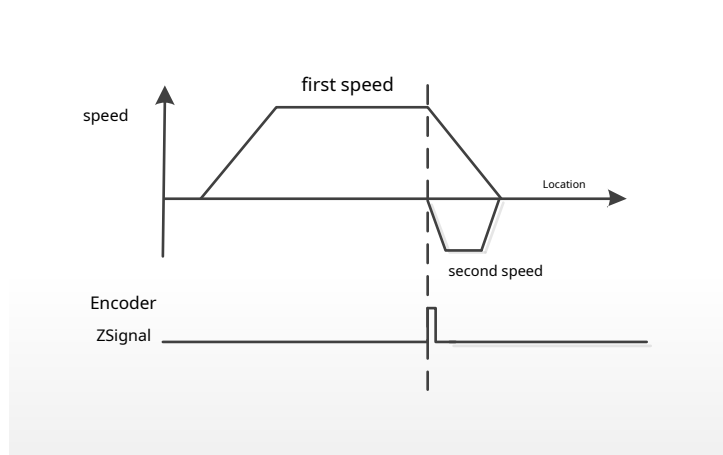 first speed
speed
Location
second speed
Encoder
ZSignal